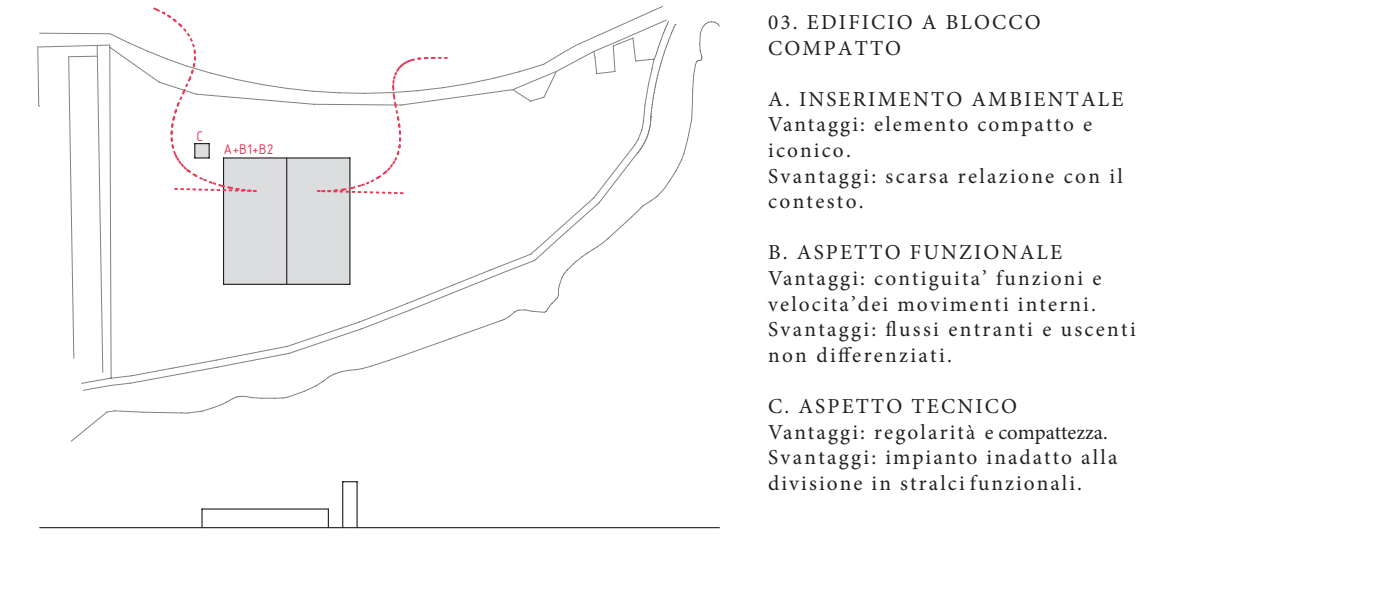 C
A+B1+B2
03. EDIFICIO A BLOCCO
COMPATTO
A. INSERIMENTO AMBIENTALE
Vantaggi: elemento compatto e
iconico.
Svantaggi: scarsa relazione con il
contesto.
B. ASPETTO FUNZIONALE
Vantaggi: contiguita’ funzioni e
velocita’dei movimenti interni.
Svantaggi: flussi entranti e uscenti
non differenziati.
C. ASPETTO TECNICO
Vantaggi: regolarità e compattezza.
Svantaggi: impianto inadatto alla
divisione in stralci funzionali.